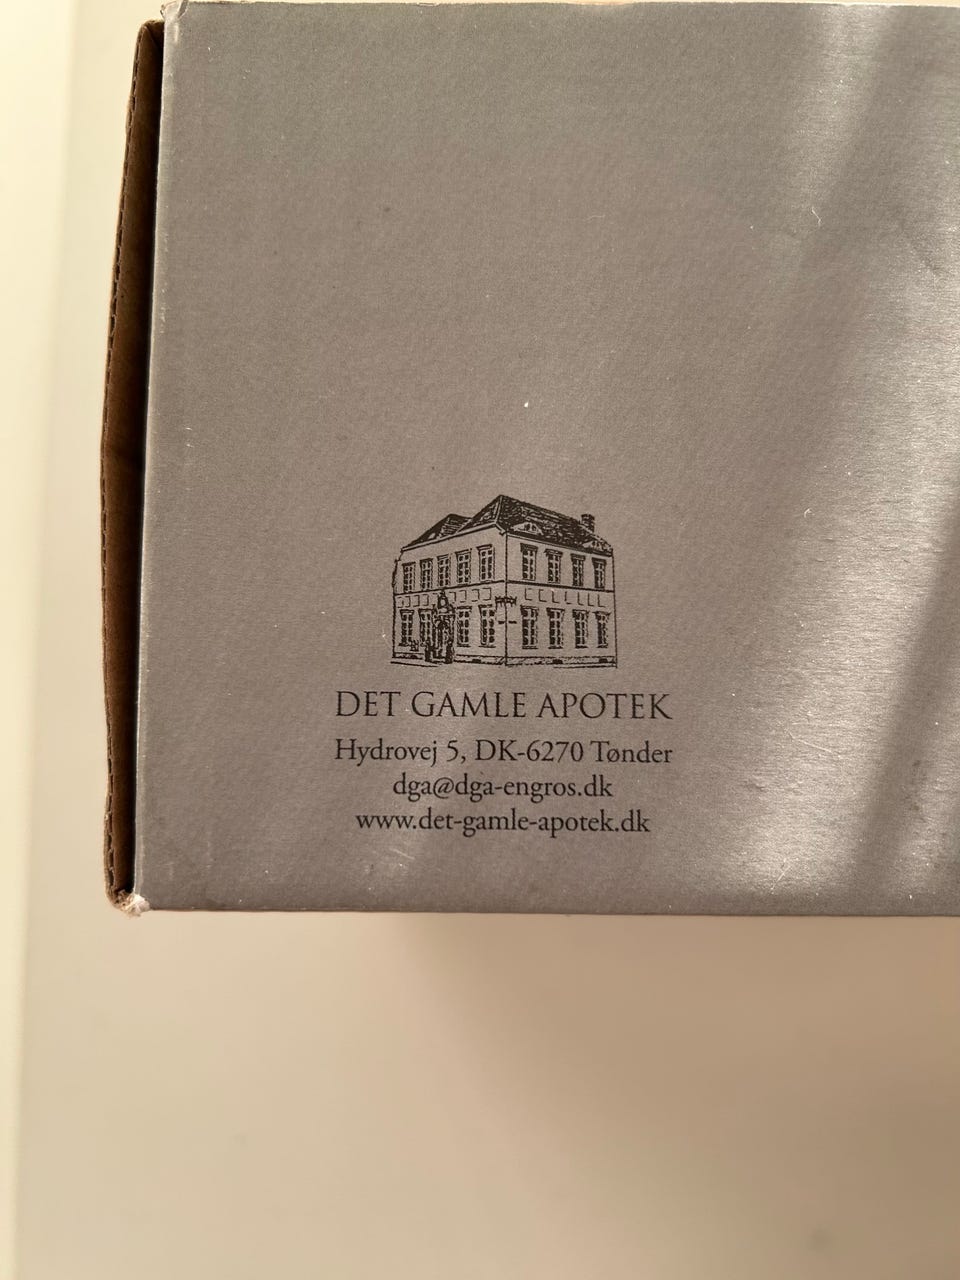 DET GAMLE APOTEK
Hydrovej 5, DK-6270 Tønder
dga@dga-engros.dk
www.det-gamle-apotek.dk